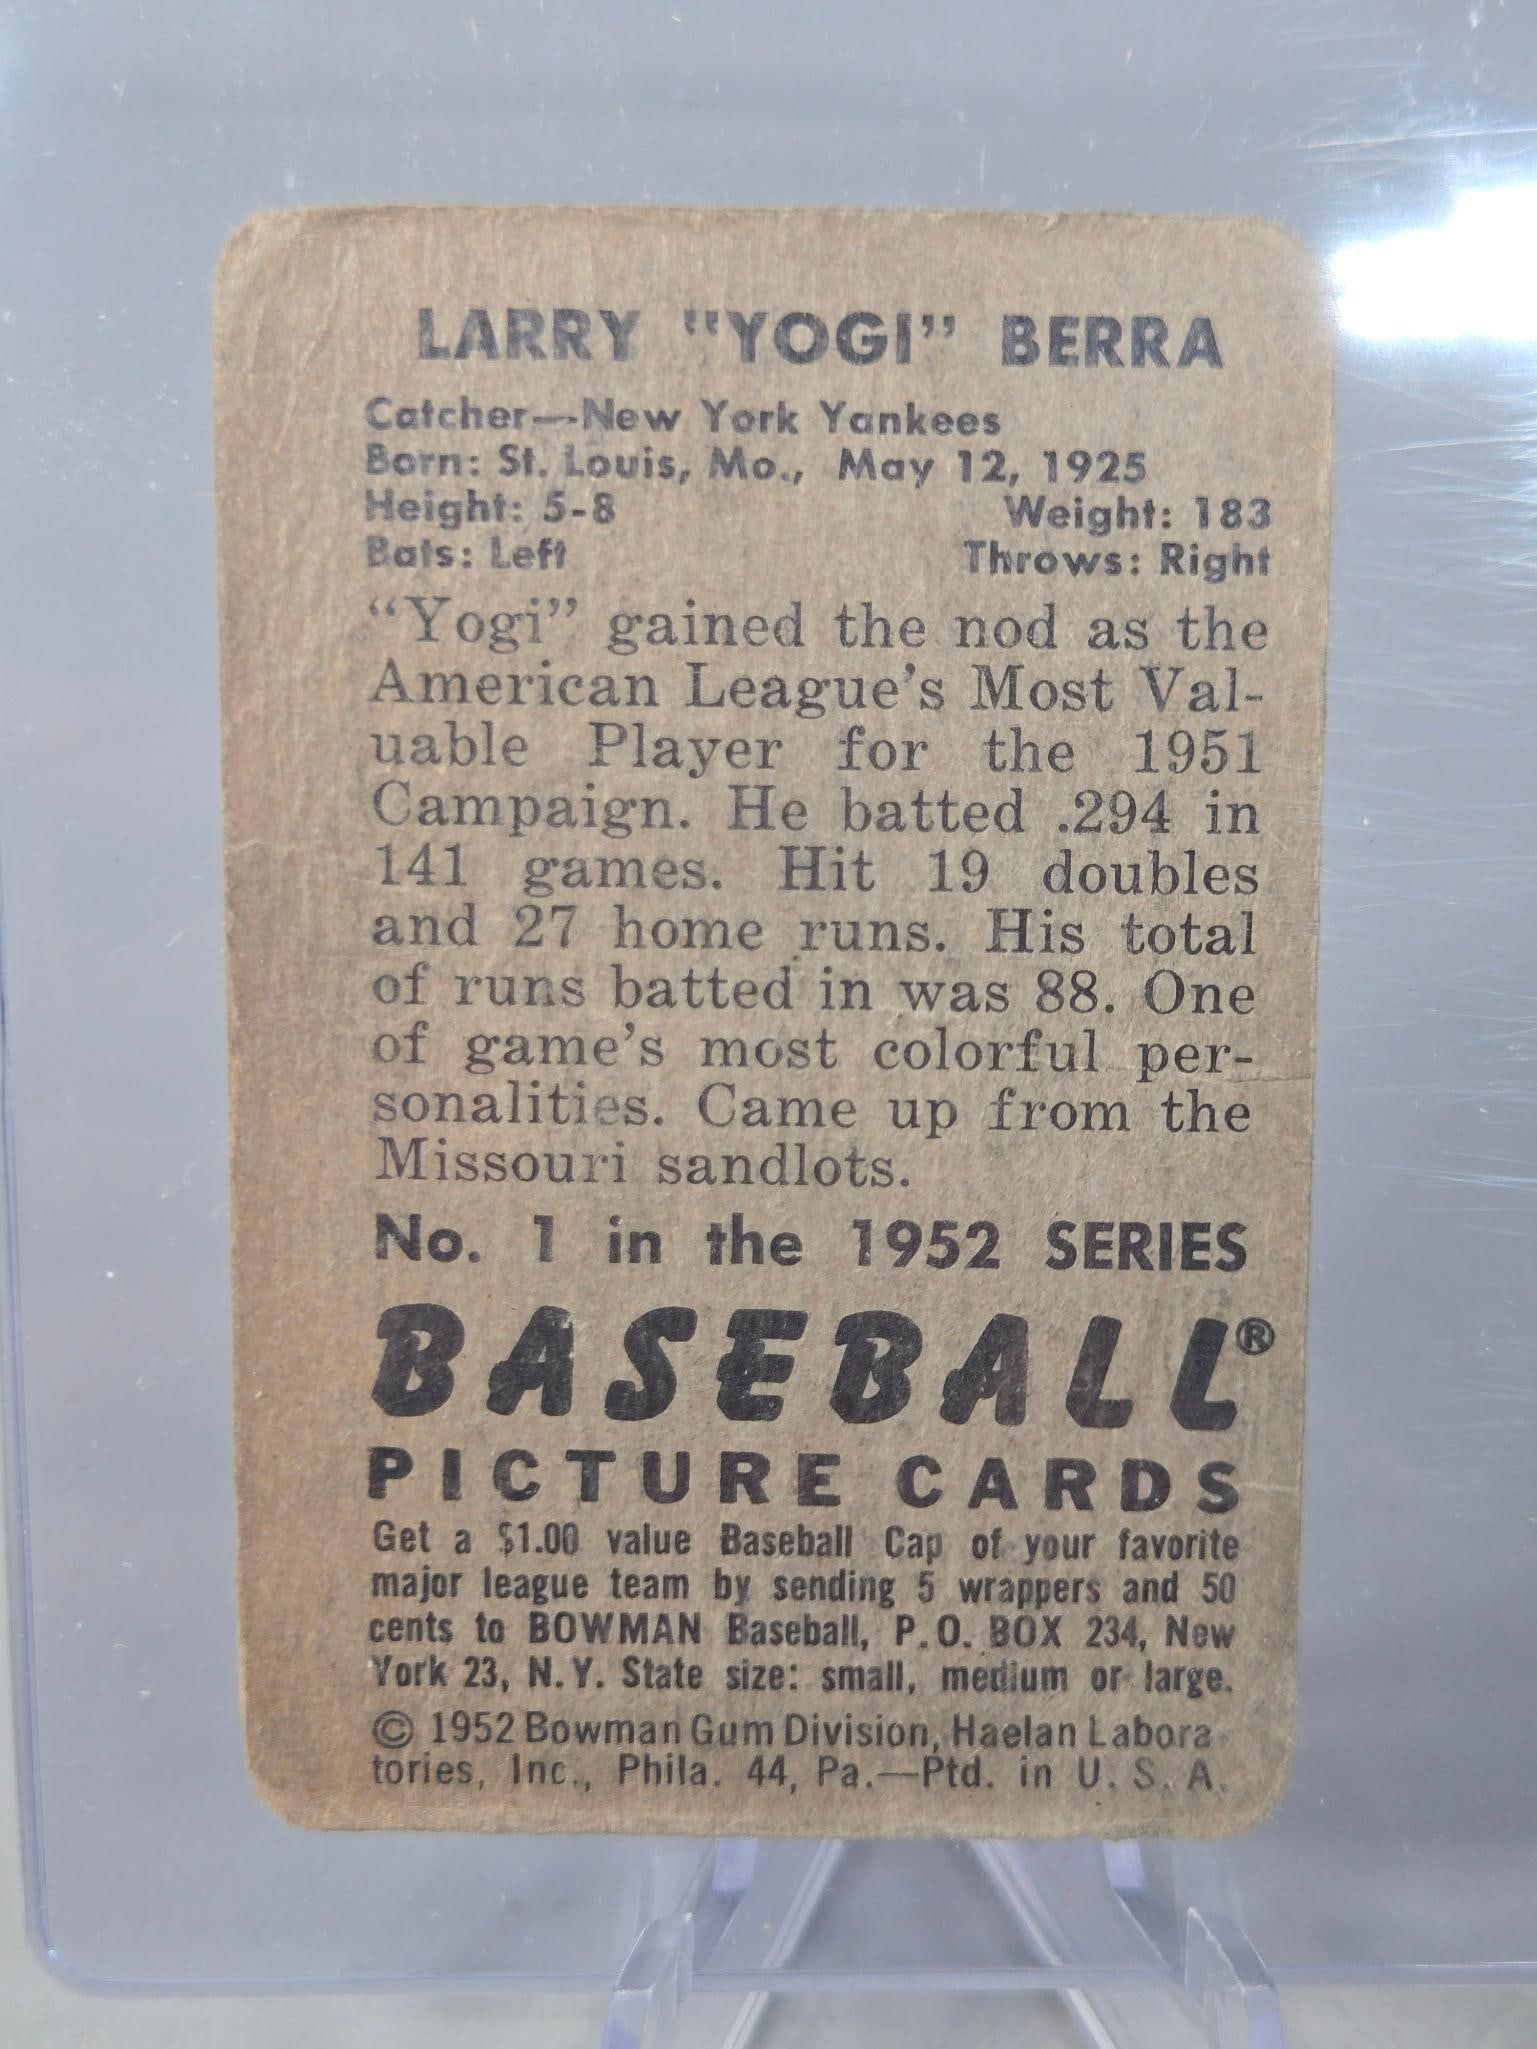 LARRY "YOGI" BERRA
Catcher—New York Yankees
Born: St. Louis, Mo., May 12, 1925
Height: 5-8 Weight: 183
Bats: Left Throws: Right
“Yogi” gained the nod as the
American League’s Most Val-
uable Player for the 1951
Campaign. He batted .294 in
141 games. Hit 19 doubles
and 27 home runs. His total
of runs batted in was 88. One
of game’s most colorful per-
sonalities. Came up from the
Missouri sandlots.
No. 1 in the 1952 SERIES
BASEBALL®
PICTURE CARDS
Get a $1.00 value Baseball Cap of your favorite
major league team by sending 5 wrappers and 50
cents to BOWMAN Baseball, P.O. BOX 234, New
York 23, N.Y. State size: small, medium or large.
© 1952 Bowman Gum Division, Haelan Labora
tories, Inc., Phila. 44, Pa.—Ptd. in U. S. A.